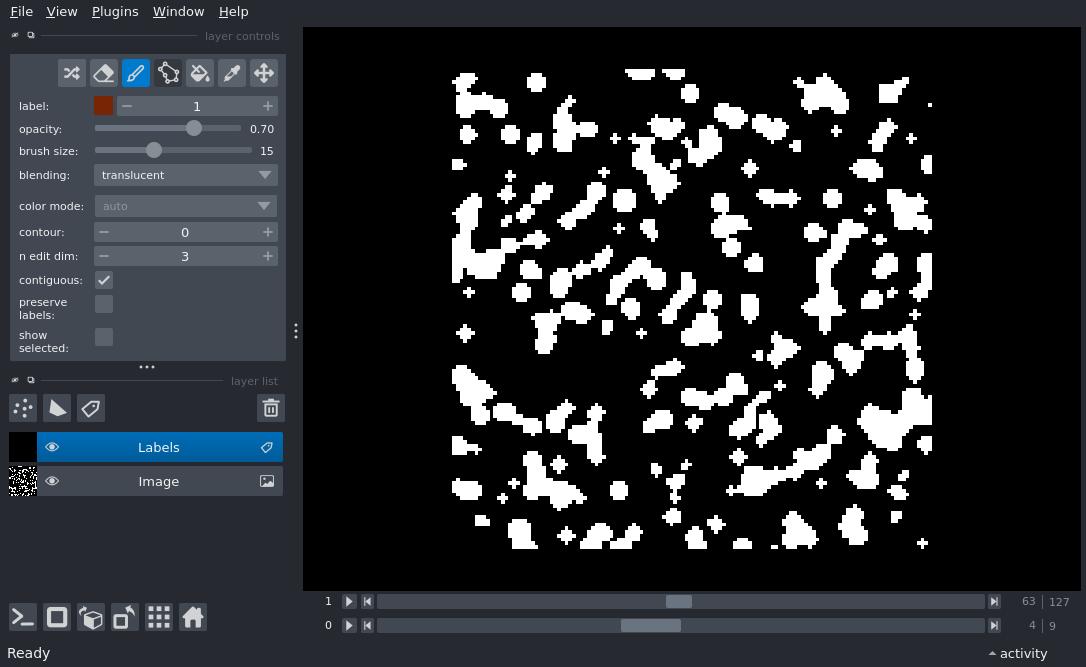 File View Plugins Window Help
layer controls
label: 1
opacity: 0.70
brush size: 15
blending: translucent
color mode: auto
contour: 0
n edit dim: 3
contiguous:
preserve
labels:
show
selected:
layer list
Labels
Image
1 63 127
0 4 9
Ready activity